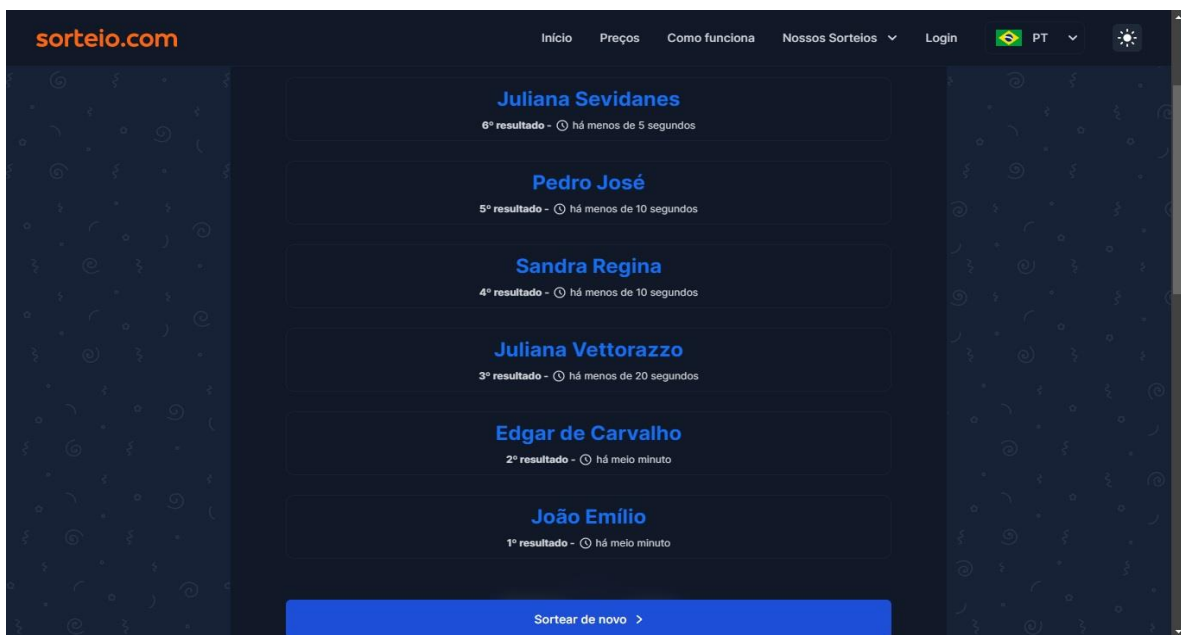 sorteio.com
Início Preços Como funciona Nossos Sorteios Login PT
Juliana Sevidanes
6º resultado - há menos de 5 segundos
Pedro José
5º resultado - há menos de 10 segundos
Sandra Regina
4º resultado - há menos de 10 segundos
Juliana Vettorazzo
3º resultado - há menos de 20 segundos
Edgar de Carvalho
2º resultado - há meio minuto
João Emílio
1º resultado - há meio minuto
Sortear de novo